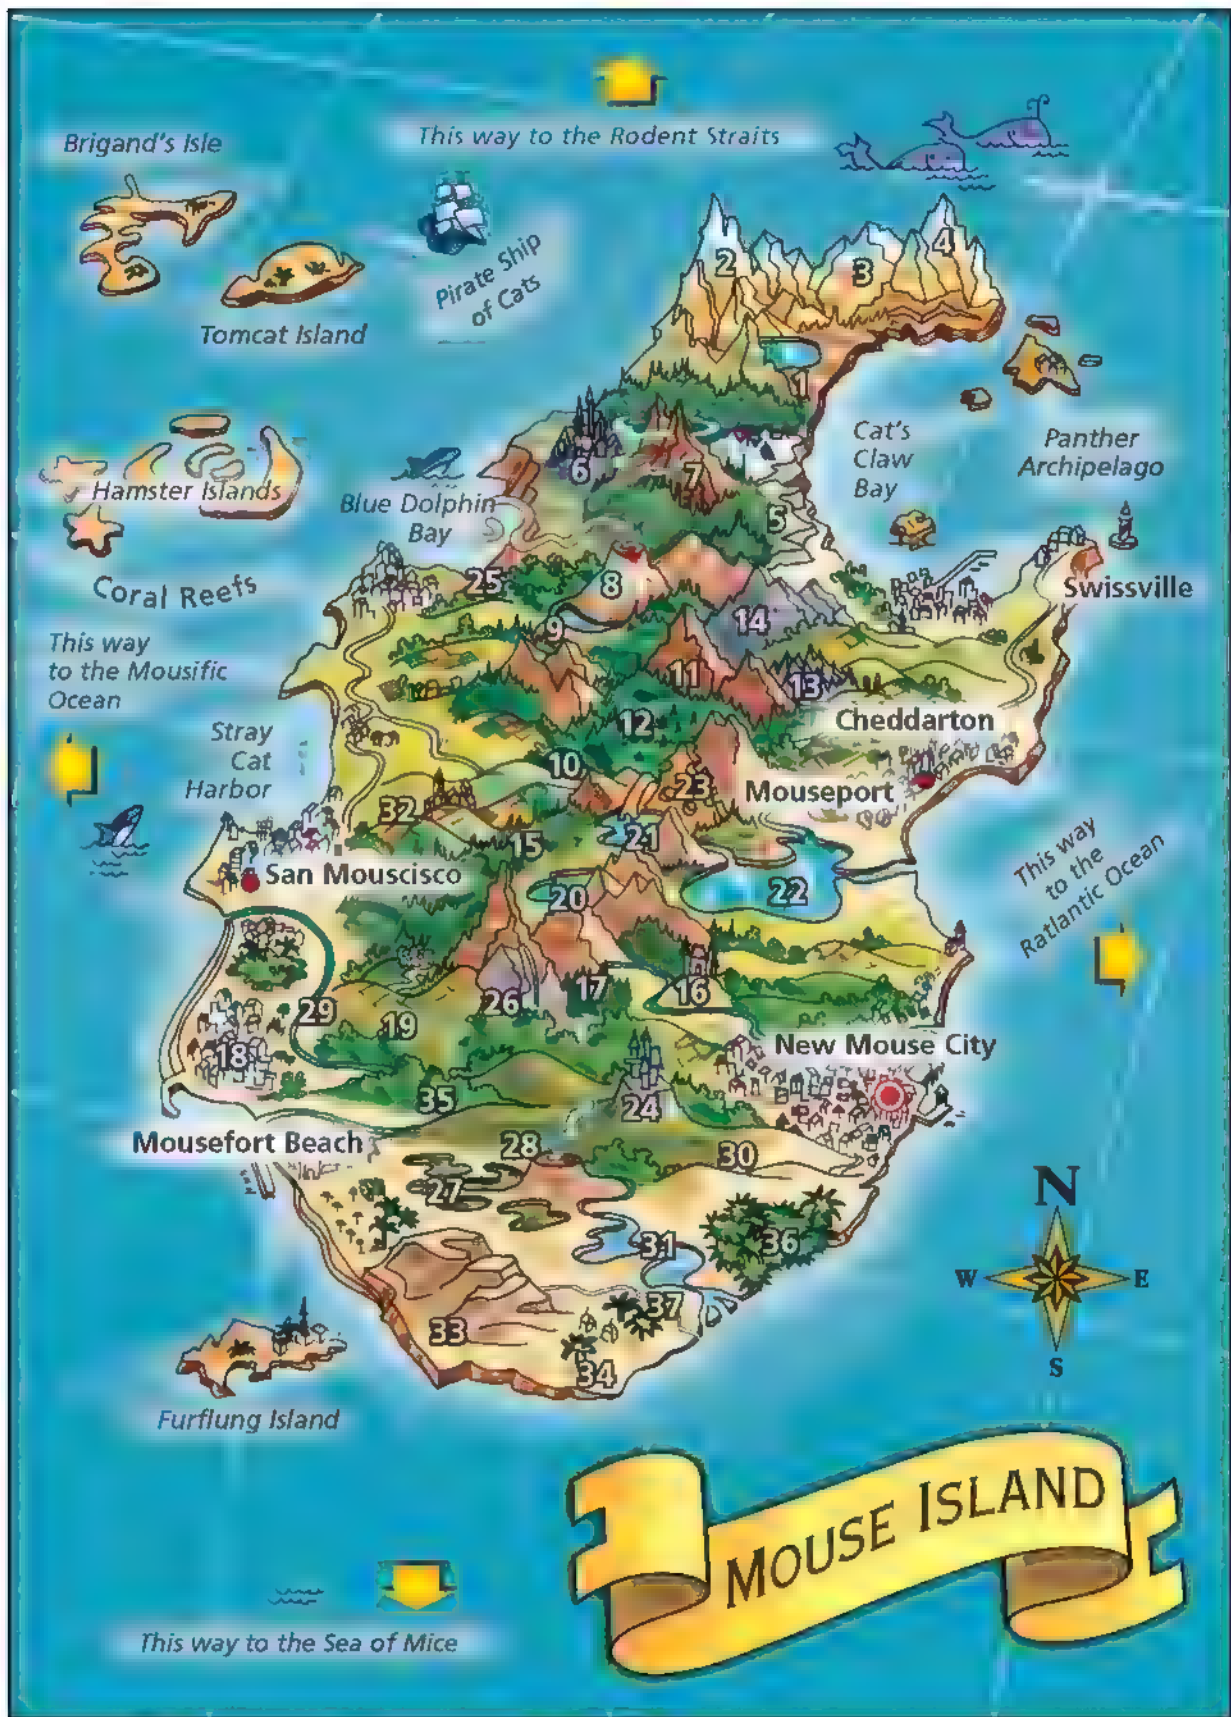 This way to the Rodent Straits
Brigand's Isle
Tomcat Island
Pirate Ship
of Cats
2
3
4
1
Cat's
Claw
Bay
Panther
Archipelago
Hamster Islands
Blue Dolphin
Bay
6
7
5
Coral Reefs
25
8
Swissville
This way
to the Mousific
Ocean
9
14
11
13
12
Cheddarton
Stray
Cat
Harbor
10
23
Mouseport
32
15
21
San Mouscisco
20
22
This way
to the
Ratlantic Ocean
29
19
26
17
16
18
New Mouse City
35
24
Mousefort Beach
28
30
27
31
36
N
W
E
S
33
37
34
Furflung Island
MOUSE ISLAND
This way to the Sea of Mice